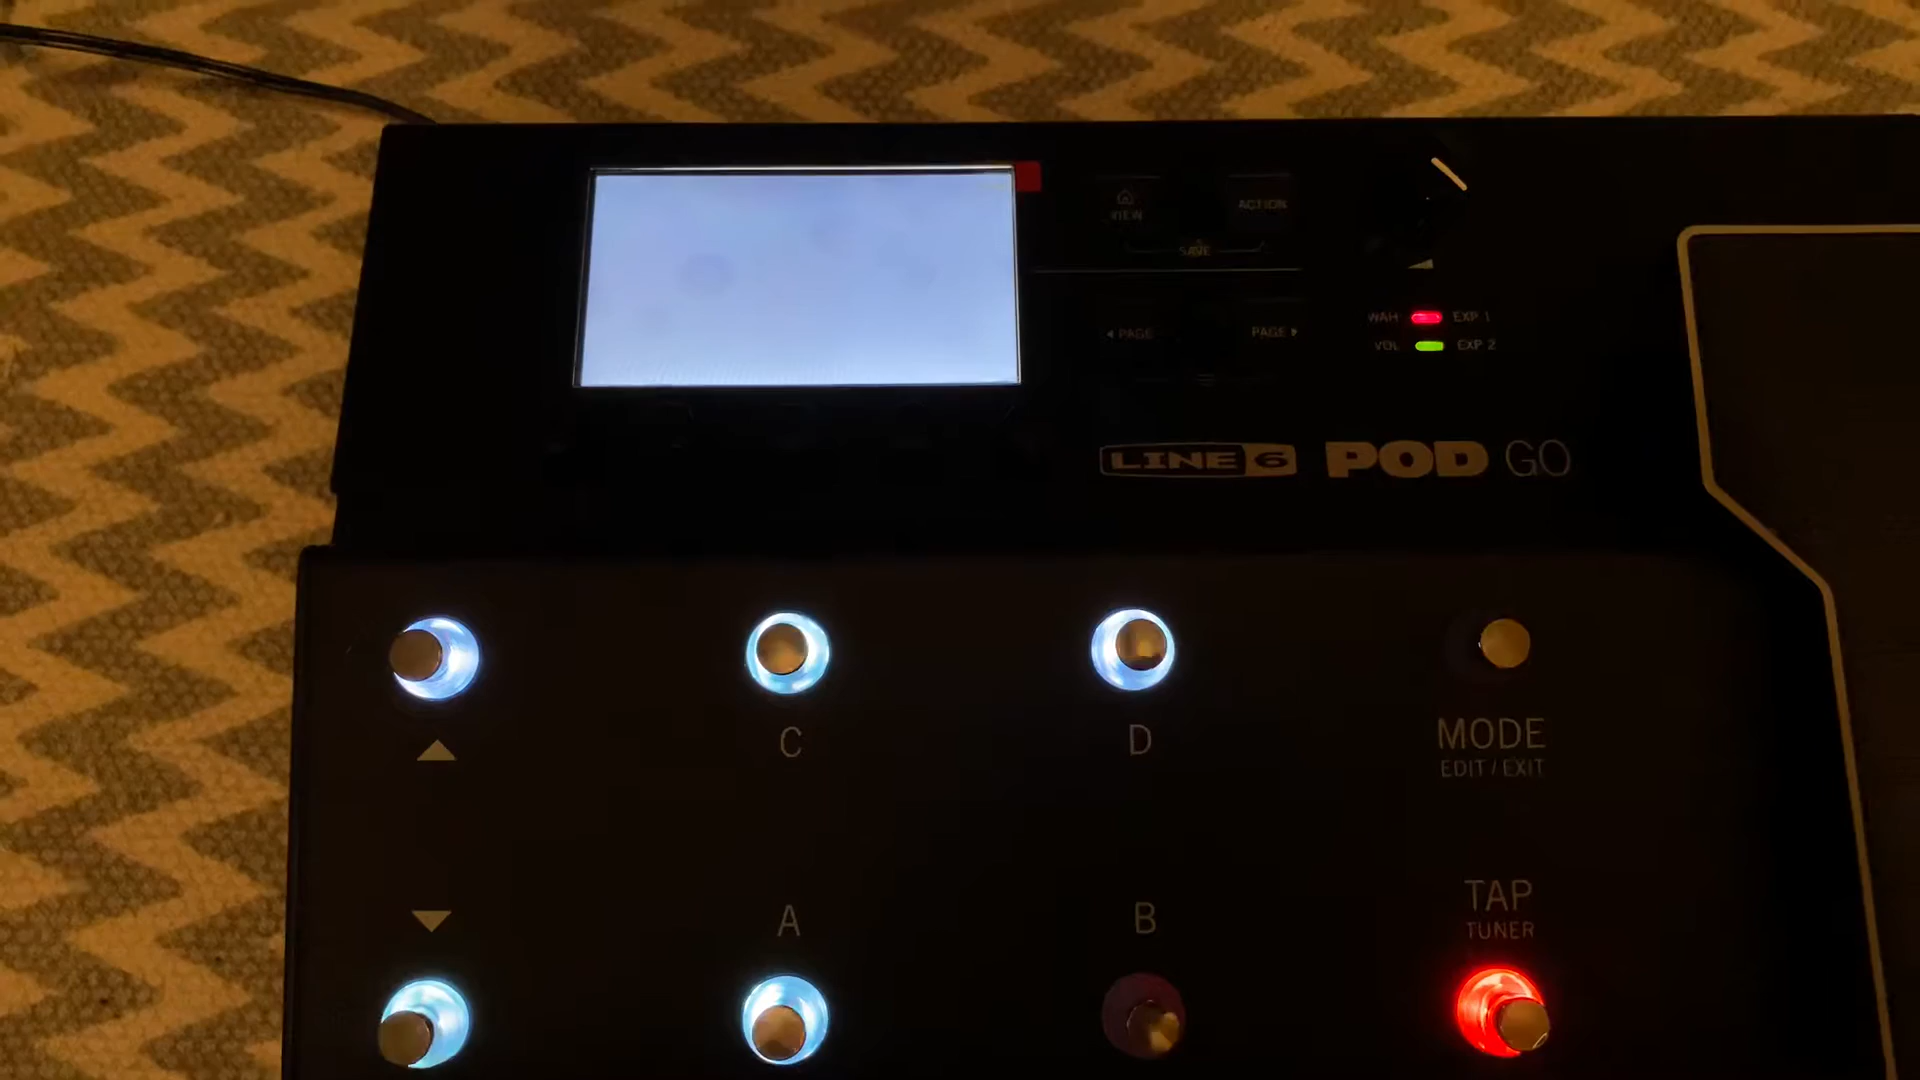 VIEW
ACTION
SAVE
PAGE
PAGE
WAH EXP 1
VOL EXP 2
LINE 6 POD GO
C
D
MODE
EDIT / EXIT
A
B
TAP
TUNER